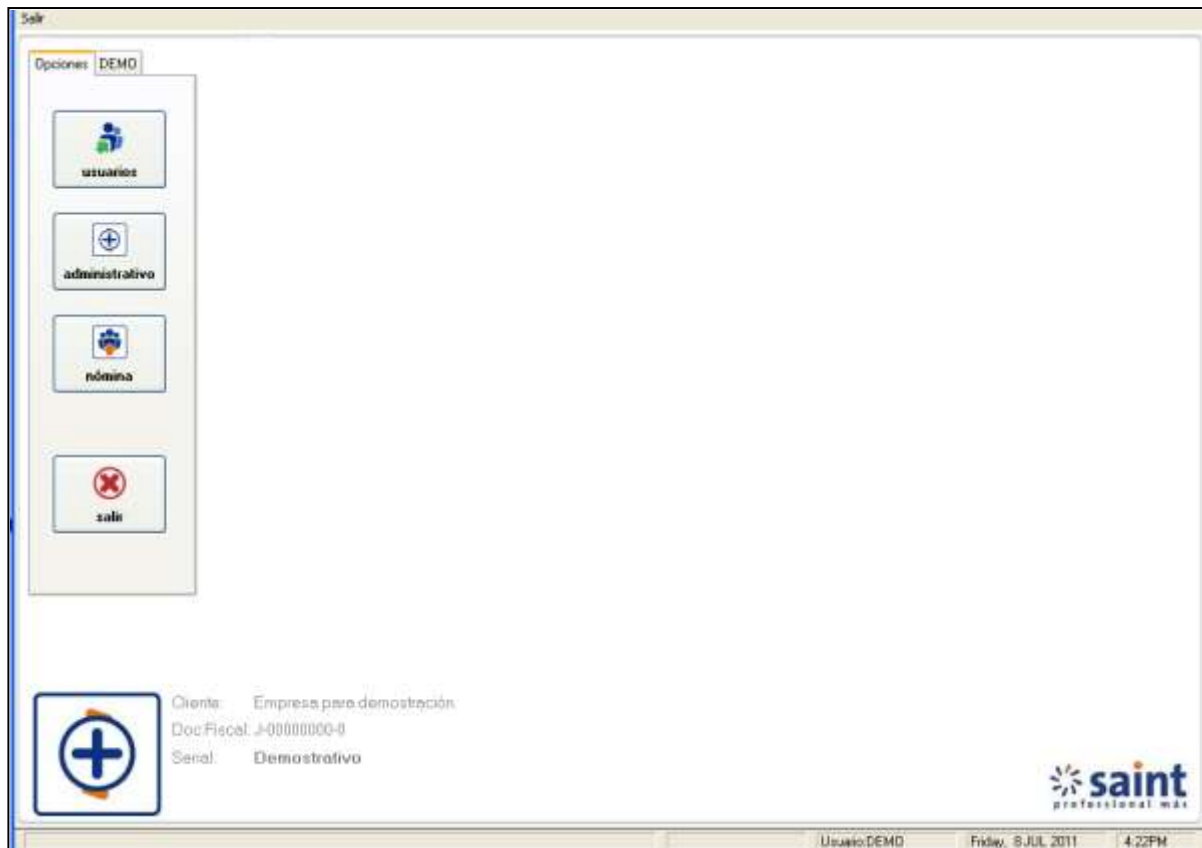 Salir
Opciones DEMO
usuarios
administrativo
nómina
salir
Cliente: Empresa para demostración
Doc.Fiscal: J-00000000-0
Serial: Demostrativo
saint
professional más
Usuario:DEMO Friday, 8 JUL 2011 4:22PM